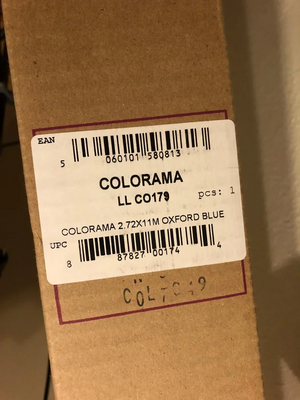 EAN
5 060101 580813
COLORAMA
LL CO179
pcs: 1
COLORAMA 2.72X11M OXFORD BLUE
UPC
8 87827 00174 4